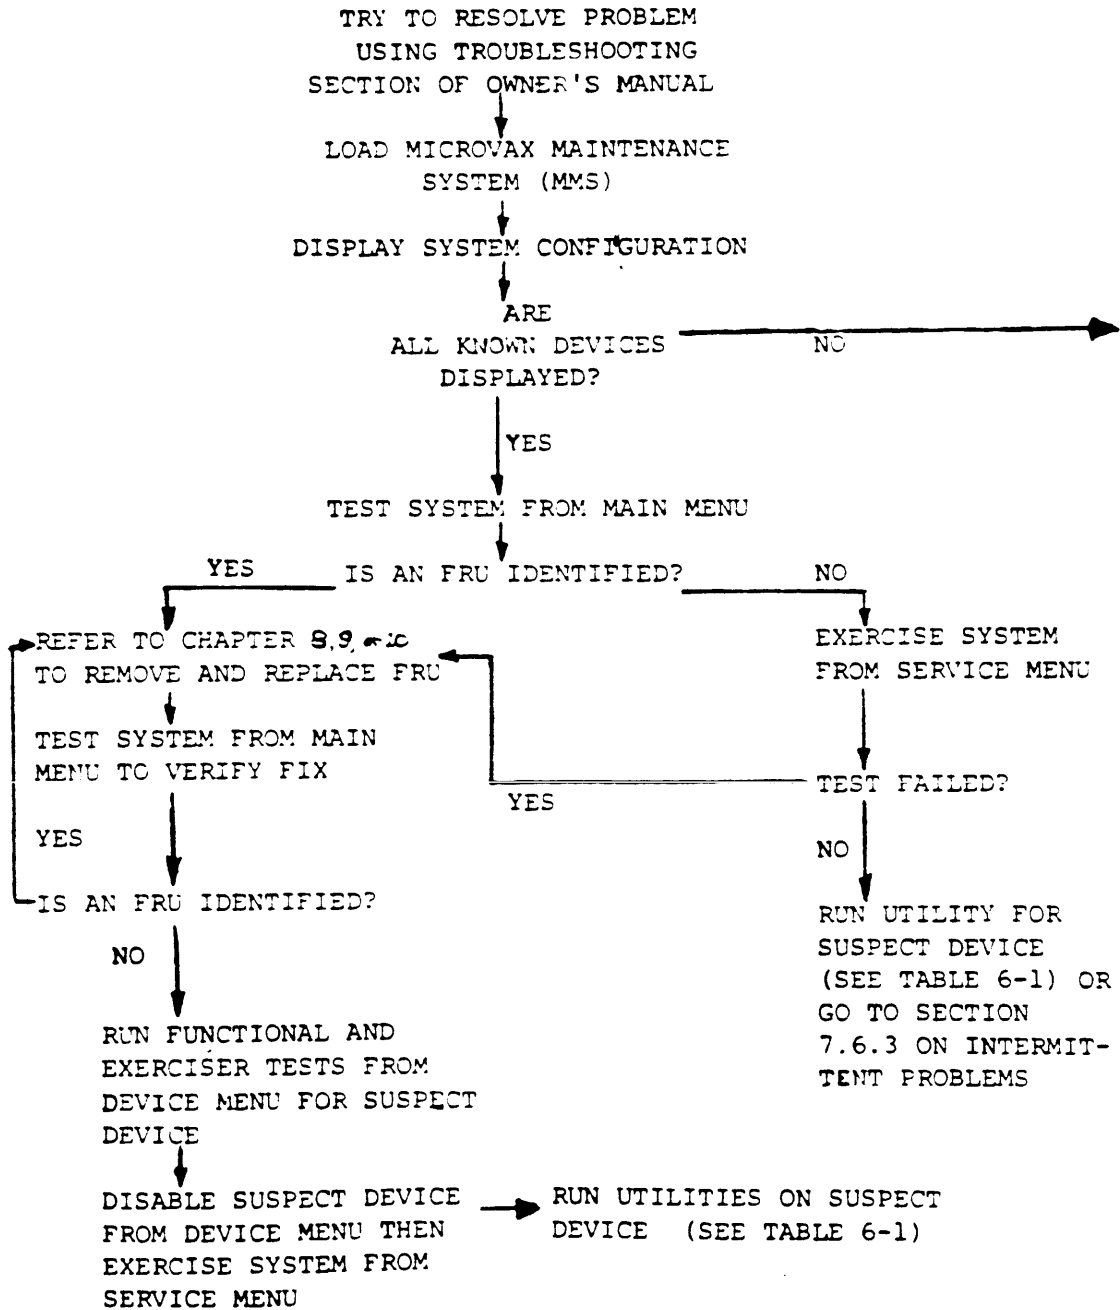 TRY TO RESOLVE PROBLEM
USING TROUBLESHOOTING
SECTION OF OWNER'S MANUAL
LOAD MICROVAX MAINTENANCE
SYSTEM (MMS)
DISPLAY SYSTEM CONFIGURATION
ARE
ALL KNOWN DEVICES
DISPLAYED?
NO
YES
TEST SYSTEM FROM MAIN MENU
IS AN FRU IDENTIFIED?
YES
NO
REFER TO CHAPTER 8,9, or 10
TO REMOVE AND REPLACE FRU
EXERCISE SYSTEM
FROM SERVICE MENU
TEST SYSTEM FROM MAIN
MENU TO VERIFY FIX
TEST FAILED?
YES
YES
NO
IS AN FRU IDENTIFIED?
NO
RUN UTILITY FOR
SUSPECT DEVICE
(SEE TABLE 6-1) OR
GO TO SECTION
7.6.3 ON INTERMIT-
TENT PROBLEMS
RUN FUNCTIONAL AND
EXERCISER TESTS FROM
DEVICE MENU FOR SUSPECT
DEVICE
DISABLE SUSPECT DEVICE
FROM DEVICE MENU THEN
EXERCISE SYSTEM FROM
SERVICE MENU
RUN UTILITIES ON SUSPECT
DEVICE (SEE TABLE 6-1)